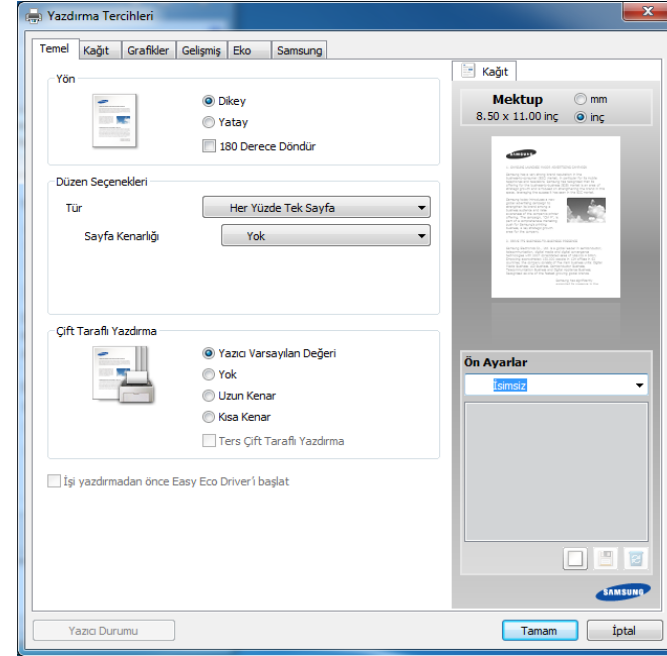 Yazdırma Tercihleri
Temel Kağıt Grafikler Gelişmiş Eko Samsung
Yön
Dikey
Yatay
180 Derece Döndür
Düzen Seçenekleri
Tür Her Yüzde Tek Sayfa
Sayfa Kenarlığı Yok
Çift Taraflı Yazdırma
Yazıcı Varsayılan Değeri
Yok
Uzun Kenar
Kısa Kenar
Ters Çift Taraflı Yazdırma
İşi yazdırmadan önce Easy Eco Driver'i başlat
Kağıt
Mektup mm
8.50 x 11.00 inç inç
Ön Ayarlar
İsimsiz
SAMSUNG
Yazıcı Durumu Tamam İptal